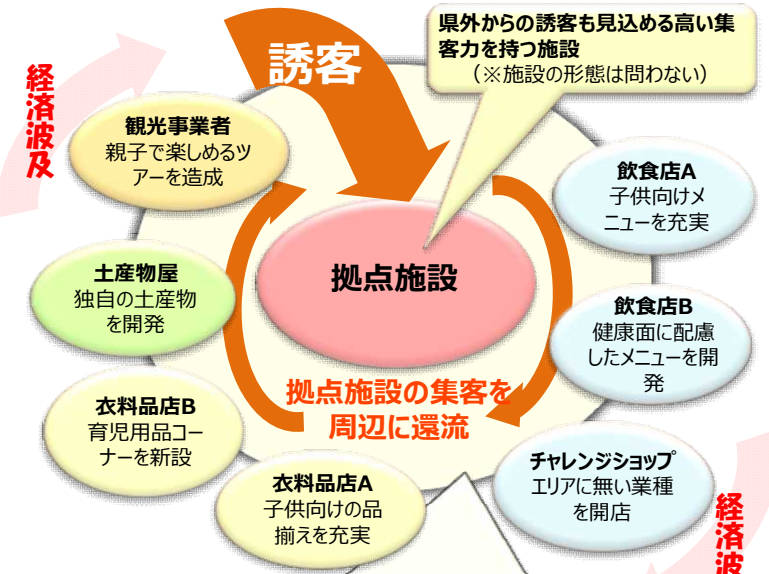 県外からの誘客も見込める高い集
客力を持つ施設
（※施設の形態は問わない）
誘客
経済波及
観光事業者
親子で楽しめるツ
アーを造成
飲食店A
子供向けメ
ニューを充実
拠点施設
土産物屋
独自の土産物
を開発
飲食店B
健康面に配慮
したメニューを開
発
拠点施設の集客を
周辺に還流
衣料品店B
育児用品コー
ナーを新設
チャレンジショップ
エリアに無い業種
を開店
衣料品店A
子供向けの品
揃えを充実
経済波